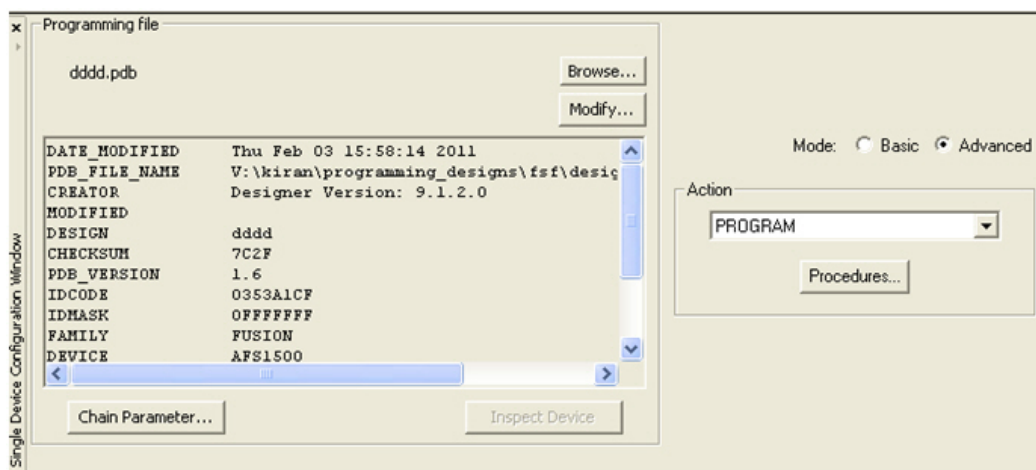 Single Device Configuration Window
Programming file
dddd.pdb
Browse...
Modify...
DATE_MODIFIED Thu Feb 03 15:58:14 2011
PDB_FILE_NAME V:\kiran\programming_designs\fsf\desig
CREATOR Designer Version: 9.1.2.0
MODIFIED
DESIGN dddd
CHECKSUM 7C2F
PDB_VERSION 1.6
IDCODE 0353A1CF
IDMASK 0FFFFFFF
FAMILY FUSION
DEVICE AFS1500
Chain Parameter...
Inspect Device
Mode: Basic Advanced
Action
PROGRAM
Procedures...